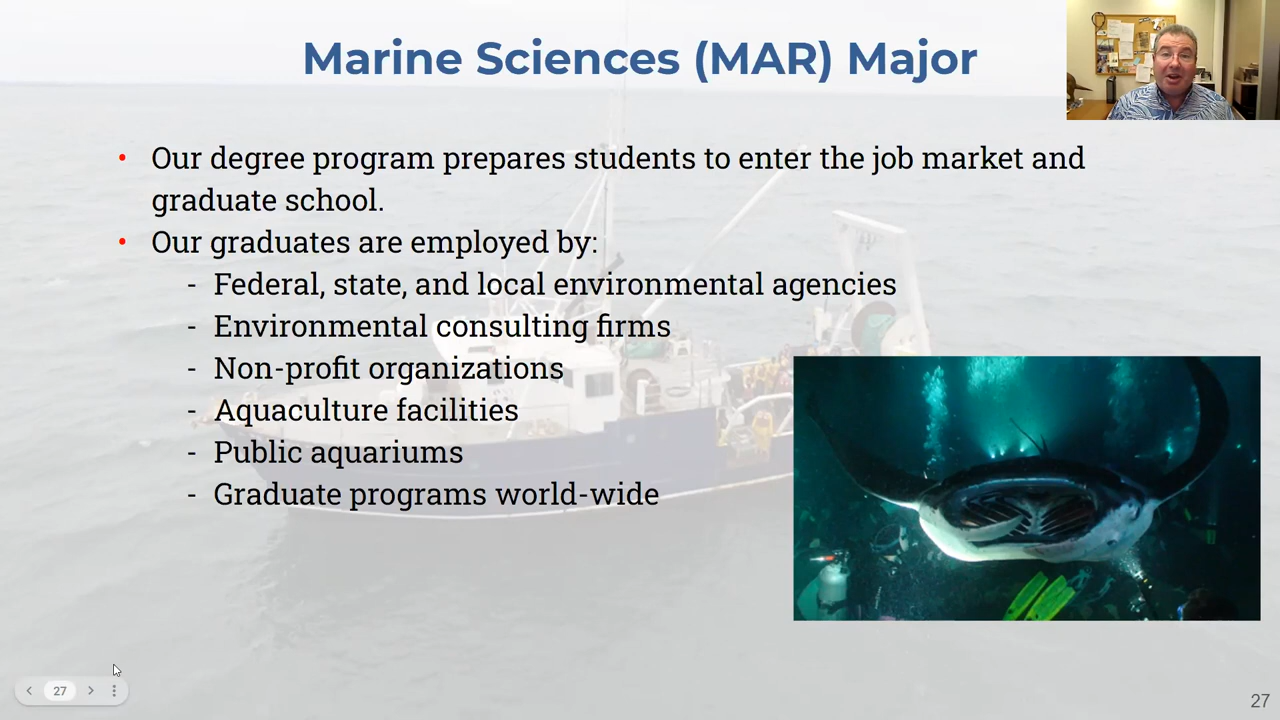 Marine Sciences (MAR) Major
• Our degree program prepares students to enter the job market and
graduate school.
• Our graduates are employed by:
- Federal, state, and local environmental agencies
- Environmental consulting firms
- Non-profit organizations
- Aquaculture facilities
- Public aquariums
- Graduate programs world-wide
27
27